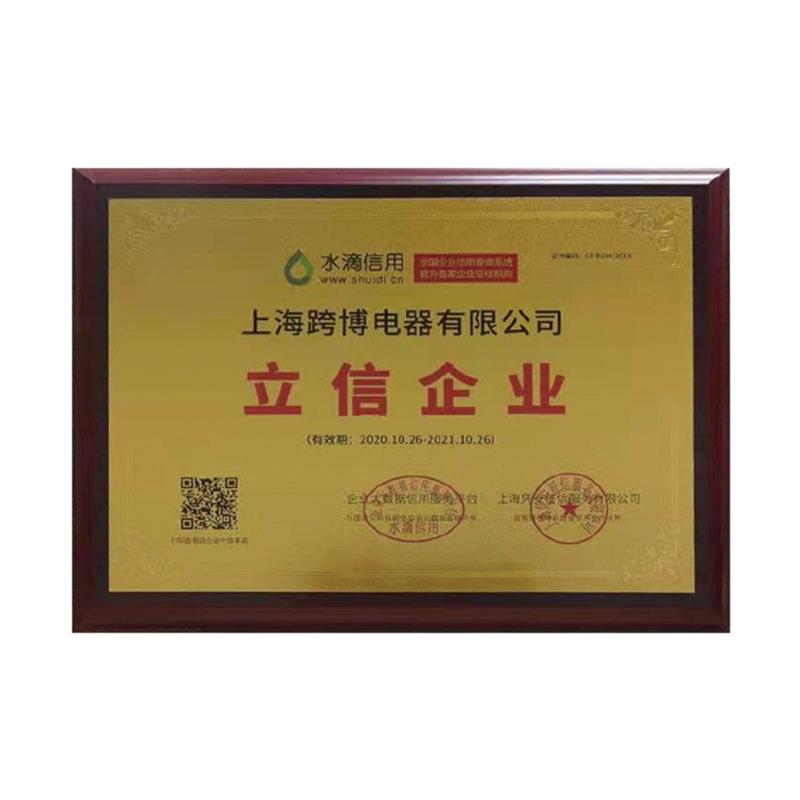 水滴信用
www.shuidi.cn
全国企业信用查询系统
官方备案企业征信机构
上海跨博电器有限公司
立信企业
(有效期：2020.10.26-2021.10.26)
企业大数据信用服务平台
上海凭安征信服务有限公司
水滴信用